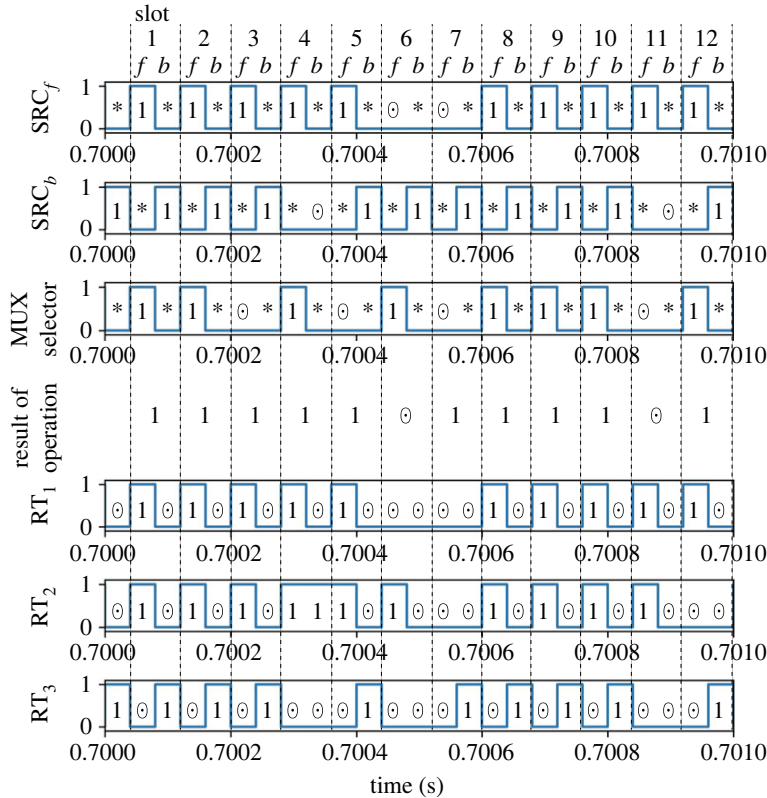 slot
1 2 3 4 5 6 7 8 9 10 11 12
f b f b f b f b f b f b f b f b f b f b f b f b
SRCf
1
0
* 1 * 1 * 1 * 1 * 1 * ⊙ * ⊙ * 1 * 1 * 1 * 1 * 1 *
0.7000 0.7002 0.7004 0.7006 0.7008 0.7010
SRCb
1
0
1 * 1 * 1 * 1 * ⊙ * 1 * 1 * 1 * 1 * 1 * 1 * ⊙ * 1
0.7000 0.7002 0.7004 0.7006 0.7008 0.7010
MUX
selector
1
0
* 1 * 1 * ⊙ * 1 * ⊙ * 1 * ⊙ * 1 * 1 * 1 * ⊙ * 1 *
0.7000 0.7002 0.7004 0.7006 0.7008 0.7010
result of
operation
1 1 1 1 1 ⊙ 1 1 1 1 ⊙ 1
RT1
1
0
⊙ 1 ⊙ 1 ⊙ 1 ⊙ 1 ⊙ 1 ⊙ ⊙ ⊙ ⊙ ⊙ 1 ⊙ 1 ⊙ 1 ⊙ 1 ⊙ 1 ⊙
0.7000 0.7002 0.7004 0.7006 0.7008 0.7010
RT2
1
0
⊙ 1 ⊙ 1 ⊙ 1 ⊙ 1 1 1 ⊙ 1 ⊙ ⊙ ⊙ 1 ⊙ 1 ⊙ 1 ⊙ 1 ⊙ ⊙ ⊙
0.7000 0.7002 0.7004 0.7006 0.7008 0.7010
RT3
1
0
1 ⊙ 1 ⊙ 1 ⊙ 1 ⊙ ⊙ ⊙ 1 ⊙ ⊙ ⊙ 1 ⊙ 1 ⊙ 1 ⊙ 1 ⊙ ⊙ ⊙ 1
0.7000 0.7002 0.7004 0.7006 0.7008 0.7010
time (s)